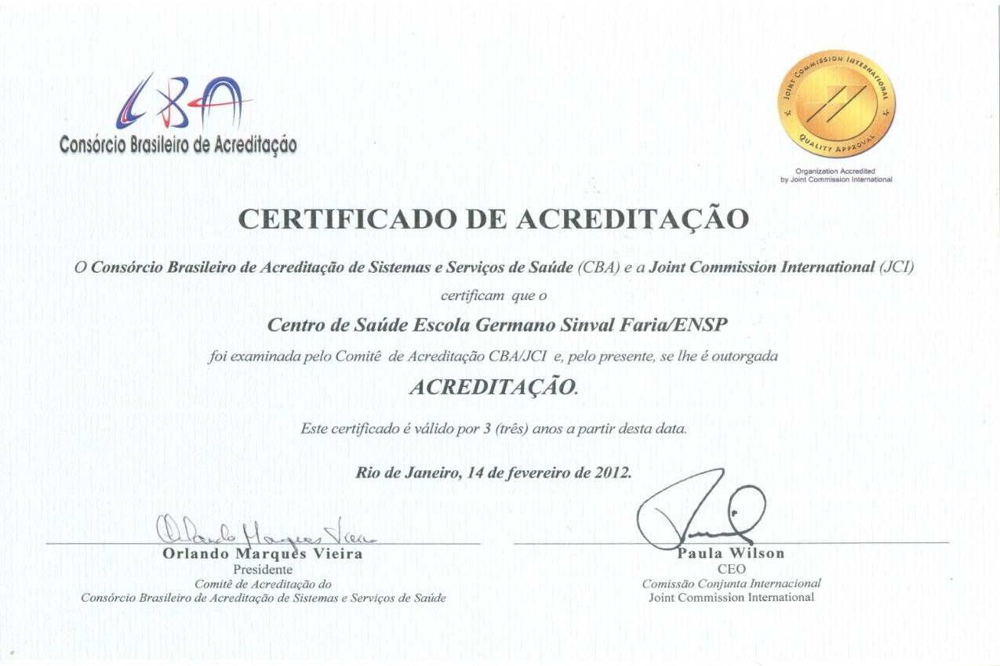 CBA
Consórcio Brasileiro de Acreditação
JOINT COMMISSION INTERNATIONAL
QUALITY APPROVAL
Organization Accredited
by Joint Commission International
CERTIFICADO DE ACREDITAÇÃO
O Consórcio Brasileiro de Acreditação de Sistemas e Serviços de Saúde (CBA) e a Joint Commission International (JCI)
certificam que o
Centro de Saúde Escola Germano Sinval Faria/ENSP
foi examinada pelo Comitê de Acreditação CBA/JCI e, pelo presente, se lhe é outorgada
ACREDITAÇÃO.
Este certificado é válido por 3 (três) anos a partir desta data.
Rio de Janeiro, 14 de fevereiro de 2012.
Orlando Marques Vieira
Orlando Marques Vieira
Presidente
Comitê de Acreditação do
Consórcio Brasileiro de Acreditação de Sistemas e Serviços de Saúde
Paula Wilson
CEO
Comissão Conjunta Internacional
Joint Commission International